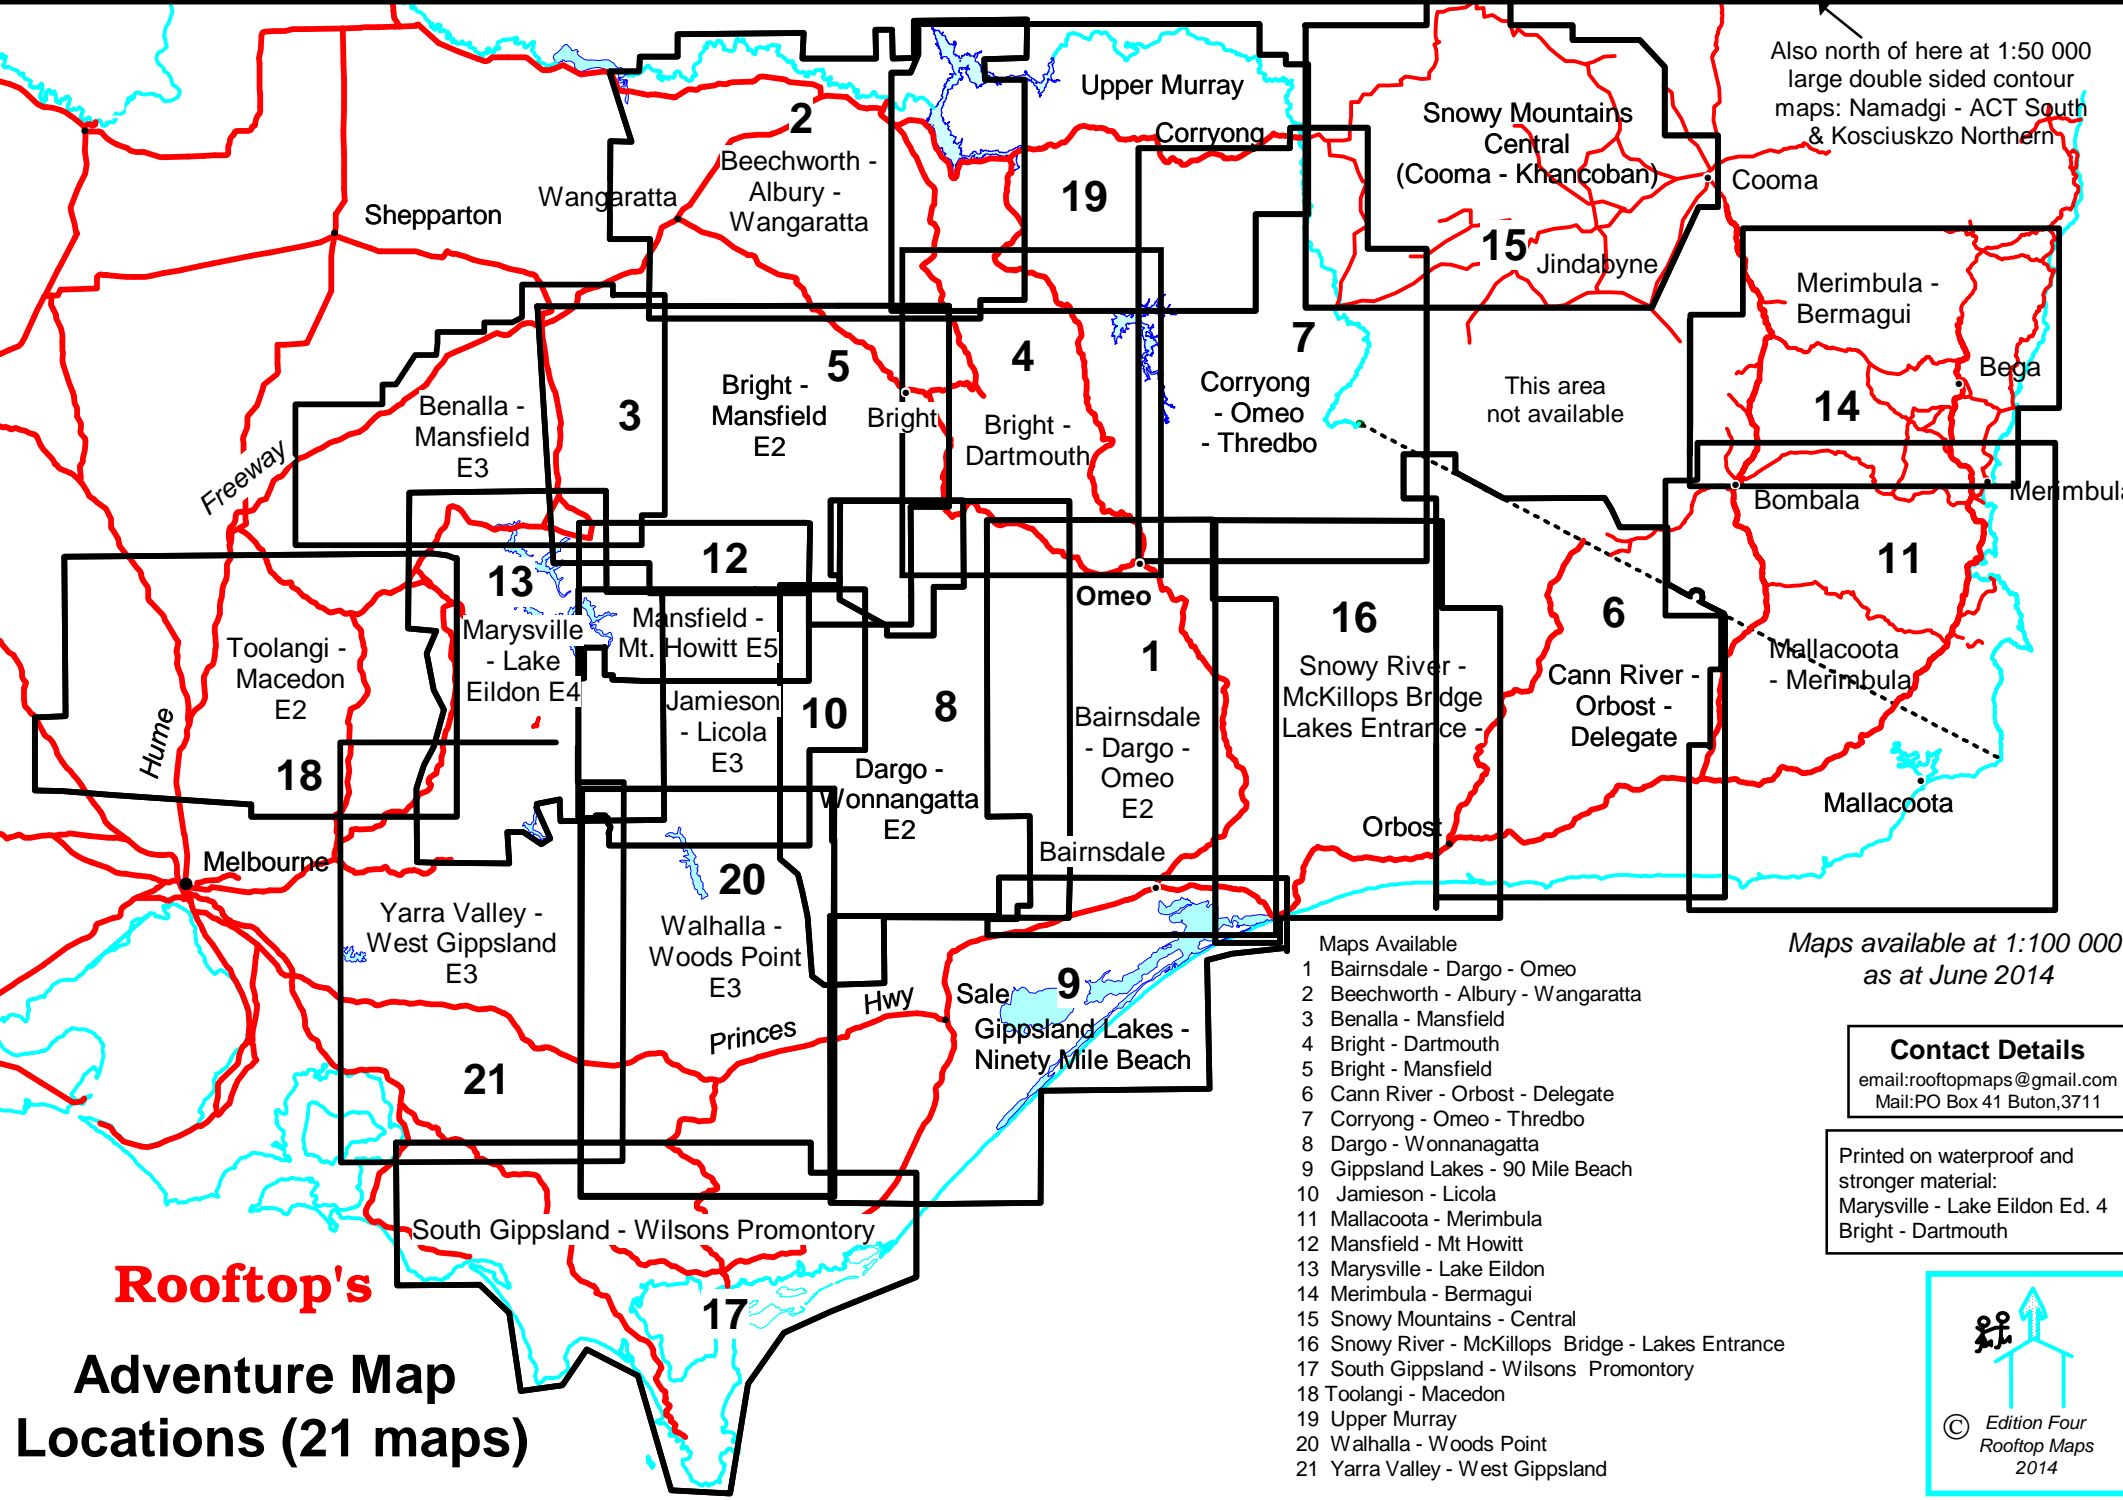 Also north of here at 1:50 000
large double sided contour
maps: Namadgi - ACT South
& Kosciuskzo Northern
Upper Murray
Corryong
Snowy Mountains
Central
(Cooma - Khancoban)
Cooma
2
Beechworth -
Albury -
Wangaratta
Wangaratta
Shepparton
19
15
Jindabyne
Merimbula -
Bermagui
Bega
14
This area
not available
7
Corryong
- Omeo
- Thredbo
4
Bright -
Dartmouth
5
Bright -
Mansfield
E2
Bright
3
Benalla -
Mansfield
E3
Freeway
Bombala
Merimbula
11
Mallacoota
- Merimbula
Mallacoota
6
Cann River -
Orbost -
Delegate
16
Snowy River -
McKillops Bridge
Lakes Entrance -
Orbost
Omeo
1
Bairnsdale
- Dargo -
Omeo
E2
Bairnsdale
8
Dargo -
Wonnangatta
E2
12
Mansfield -
Mt. Howitt E5
10
Jamieson
- Licola
E3
13
Marysville
- Lake
Eildon E4
Toolangi -
Macedon
E2
18
Hume
Melbourne
Yarra Valley -
West Gippsland
E3
21
20
Walhalla -
Woods Point
E3
Princes
Hwy
Sale
9
Gippsland Lakes -
Ninety Mile Beach
South Gippsland - Wilsons Promontory
17
Rooftop's
Adventure Map
Locations (21 maps)
Maps Available
1 Bairnsdale - Dargo - Omeo
2 Beechworth - Albury - Wangaratta
3 Benalla - Mansfield
4 Bright - Dartmouth
5 Bright - Mansfield
6 Cann River - Orbost - Delegate
7 Corryong - Omeo - Thredbo
8 Dargo - Wonnanagatta
9 Gippsland Lakes - 90 Mile Beach
10 Jamieson - Licola
11 Mallacoota - Merimbula
12 Mansfield - Mt Howitt
13 Marysville - Lake Eildon
14 Merimbula - Bermagui
15 Snowy Mountains - Central
16 Snowy River - McKillops Bridge - Lakes Entrance
17 South Gippsland - Wilsons Promontory
18 Toolangi - Macedon
19 Upper Murray
20 Walhalla - Woods Point
21 Yarra Valley - West Gippsland
Maps available at 1:100 000
as at June 2014
Contact Details
email:rooftopmaps@gmail.com
Mail:PO Box 41 Buton,3711
Printed on waterproof and
stronger material:
Marysville - Lake Eildon Ed. 4
Bright - Dartmouth
© Edition Four
Rooftop Maps
2014